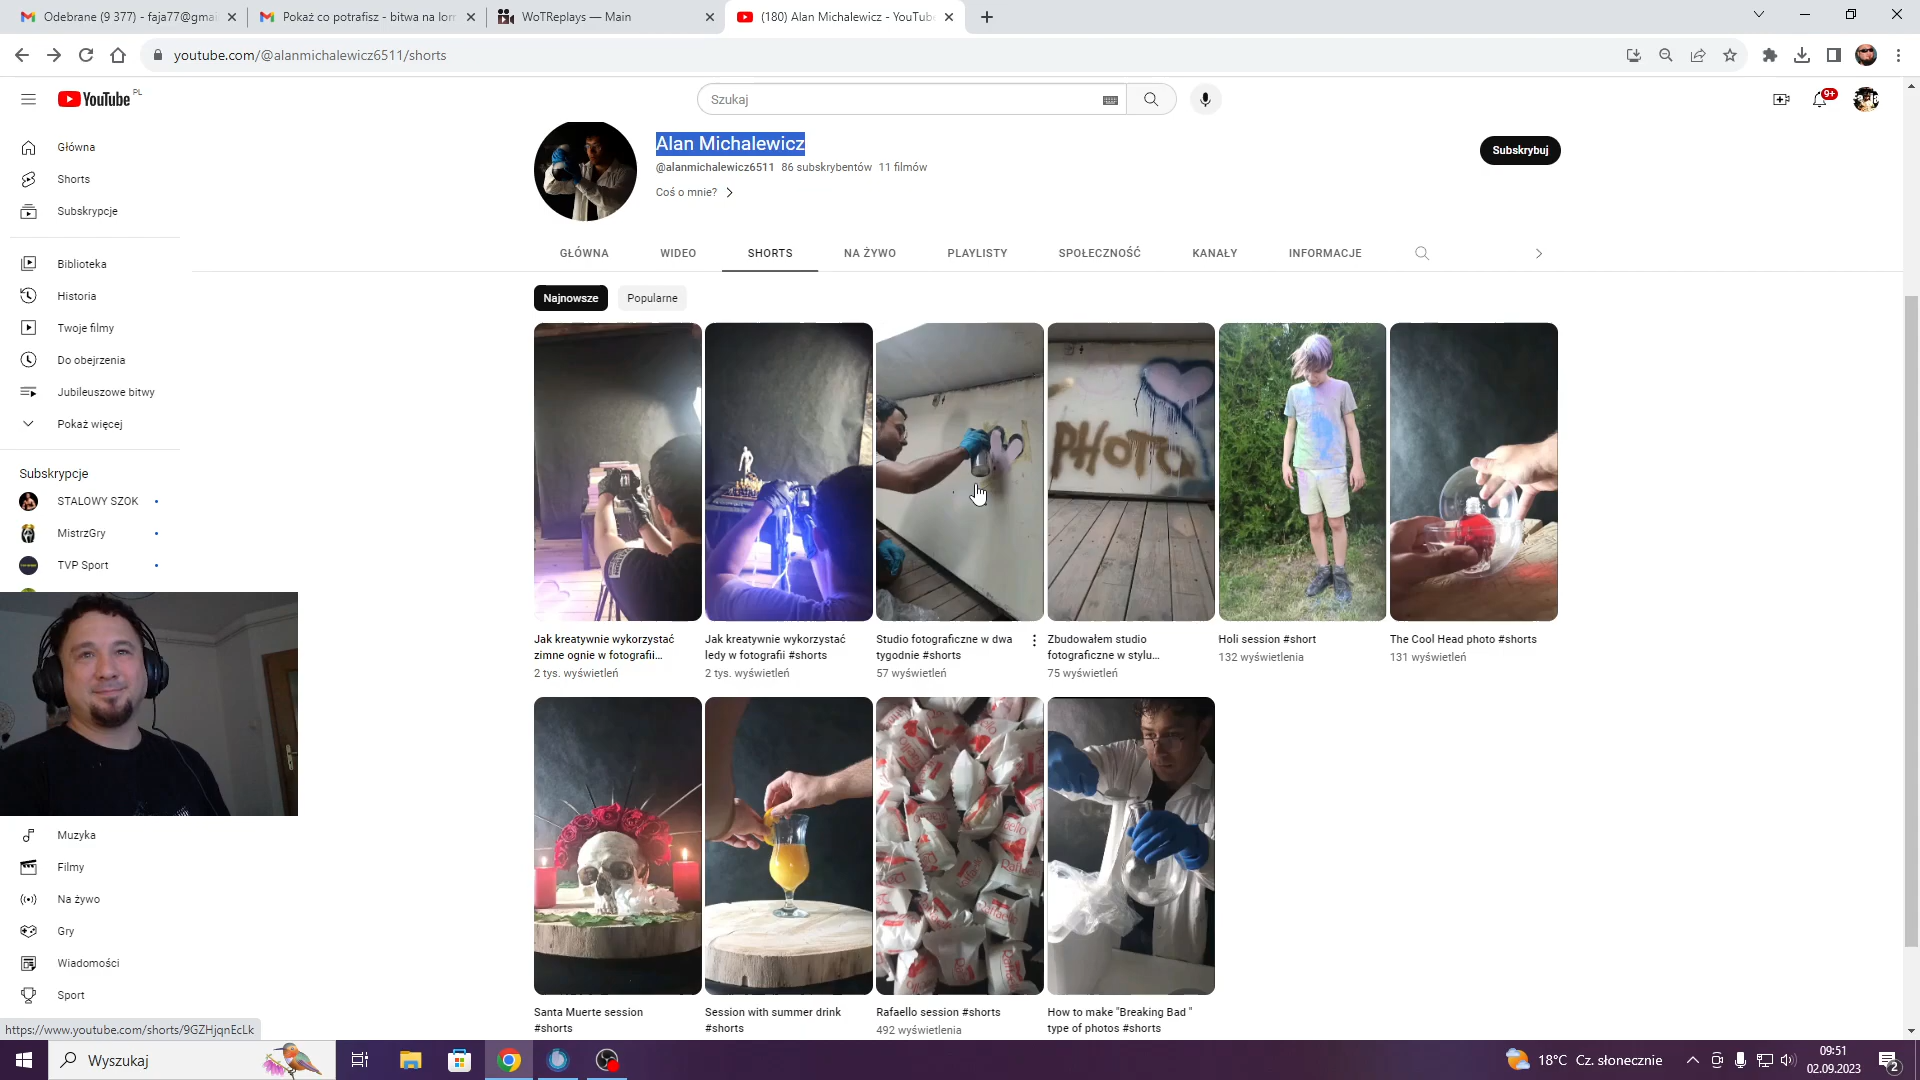 Odebrane (9 377) - faja77@gmai
Pokaż co potrafisz - bitwa na lom
WoTReplays — Main
(180) Alan Michalewicz - YouTube
youtube.com/@alanmichalewicz6511/shorts
YouTube PL
Szukaj
9+
Główna
Shorts
Subskrypcje
Biblioteka
Historia
Twoje filmy
Do obejrzenia
Jubileuszowe bitwy
Pokaż więcej
Subskrypcje
STALOWY SZOK
MistrzGry
TVP Sport
Muzyka
Filmy
Na żywo
Gry
Wiadomości
Sport
Alan Michalewicz
@alanmichalewicz6511 86 subskrybentów 11 filmów
Coś o mnie?
Subskrybuj
GŁÓWNA WIDEO SHORTS NA ŻYWO PLAYLISTY SPOŁECZNOŚĆ KANAŁY INFORMACJE
Najnowsze Popularne
PHOTO
Jak kreatywnie wykorzystać
zimne ognie w fotografii...
2 tys. wyświetleń
Jak kreatywnie wykorzystać
ledy w fotografii #shorts
2 tys. wyświetleń
Studio fotograficzne w dwa
tygodnie #shorts
57 wyświetleń
Zbudowałem studio
fotograficzne w stylu...
75 wyświetleń
Holi session #short
132 wyświetlenia
The Cool Head photo #shorts
131 wyświetleń
Santa Muerte session
#shorts
Session with summer drink
#shorts
Rafaello session #shorts
492 wyświetlenia
How to make "Breaking Bad "
type of photos #shorts
https://www.youtube.com/shorts/9GZHjqnEcLk
Wyszukaj
18°C Cz. słonecznie
09:51
02.09.2023
2